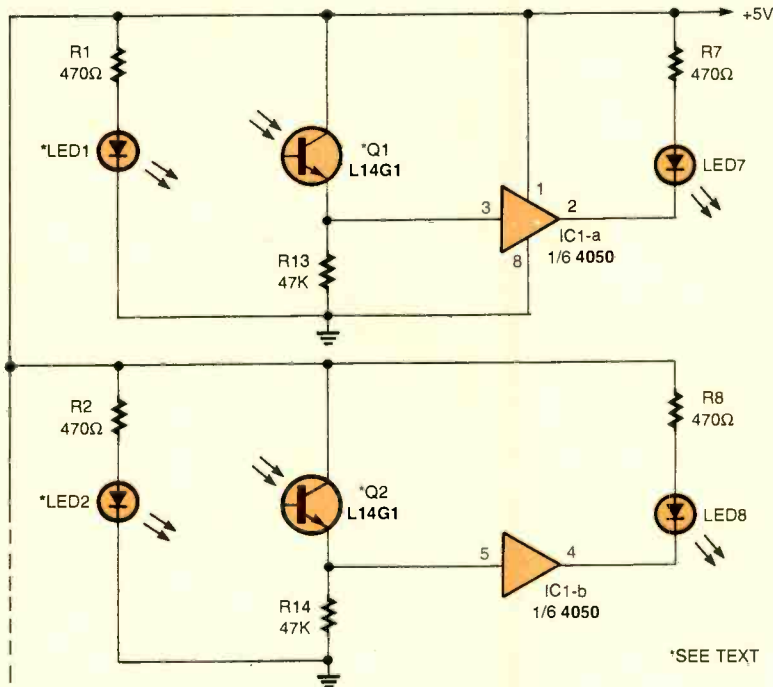 +5V
R1
470Ω
R7
470Ω
*LED1
*Q1
L14G1
LED7
3
1
2
8
IC1-a
1/6 4050
R13
47K
R2
470Ω
R8
470Ω
*LED2
*Q2
L14G1
LED8
5
4
IC1-b
1/6 4050
R14
47K
*SEE TEXT